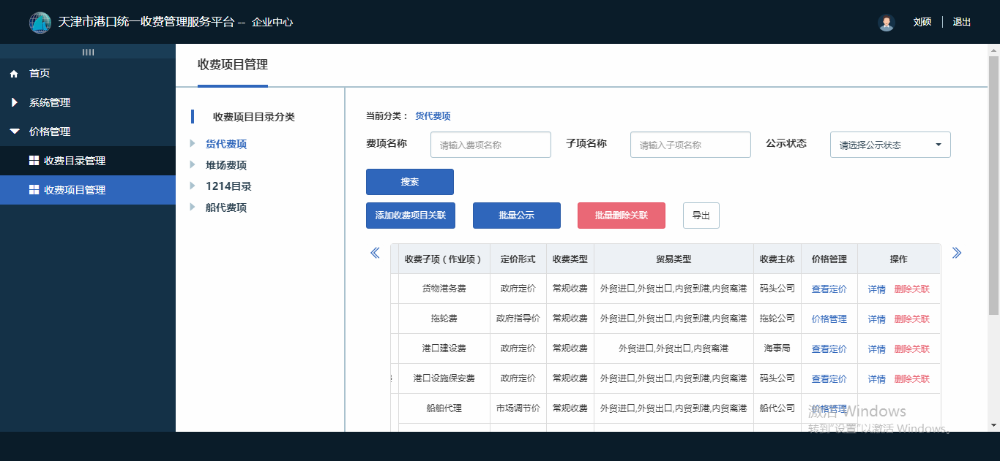 天津市港口统一收费管理服务平台 -- 企业中心
刘硕 退出
首页
系统管理
价格管理
收费目录管理
收费项目管理
收费项目管理
收费项目目录分类
货代费项
堆场费项
1214目录
船代费项
当前分类： 货代费项
费项名称 请输入费项名称 子项名称 请输入子项名称 公示状态 请选择公示状态
搜索
添加收费项目关联 批量公示 批量删除关联 导出
收费子项（作业项） 定价形式 收费类型 贸易类型 收费主体 价格管理 操作
货物港务费 政府定价 常规收费 外贸进口,外贸出口,内贸到港,内贸离港 码头公司 查看定价 详情 删除关联
拖轮费 政府指导价 常规收费 外贸进口,外贸出口,内贸到港,内贸离港 拖轮公司 价格管理 详情 删除关联
港口建设费 政府定价 常规收费 外贸进口,外贸出口,内贸离港 海事局 查看定价 详情 删除关联
港口设施保安费 政府定价 常规收费 外贸进口,外贸出口,内贸到港,内贸离港 码头公司 查看定价 详情 删除关联
船舶代理 市场调节价 常规收费 外贸进口,外贸出口,内贸到港,内贸离港 船代公司 价格管理
激活 Windows
转到"设置"以激活 Windows。